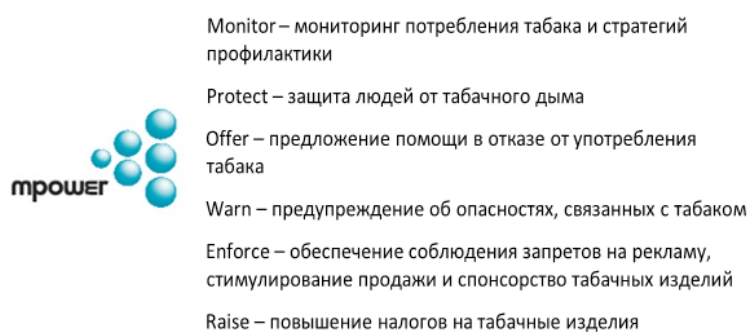 Monitor – мониторинг потребления табака и стратегий
профилактики
Protect – защита людей от табачного дыма
Offer – предложение помощи в отказе от употребления
табака
mpower
Warn – предупреждение об опасностях, связанных с табаком
Enforce – обеспечение соблюдения запретов на рекламу,
стимулирование продажи и спонсорство табачных изделий
Raise – повышение налогов на табачные изделия